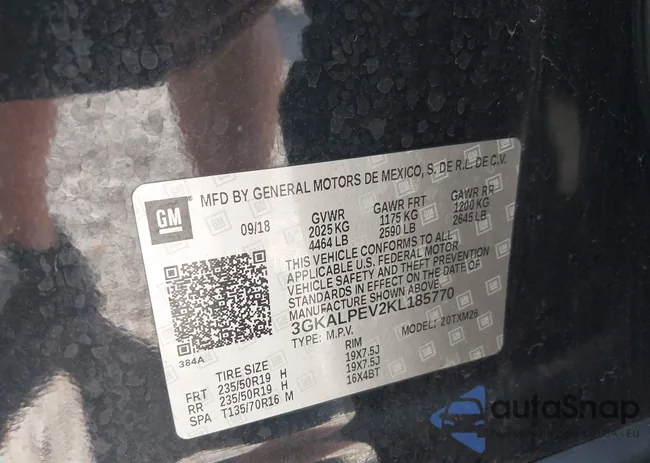 GM
MFD BY GENERAL MOTORS DE MEXICO, S. DE R.L. DE C.V.
09/18 GVWR GAWR FRT GAWR RR
2025 KG 1175 KG 1200 KG
4464 LB 2590 LB 2645 LB
THIS VEHICLE CONFORMS TO ALL
APPLICABLE U.S. FEDERAL MOTOR
VEHICLE SAFETY AND THEFT PREVENTION
STANDARDS IN EFFECT ON THE DATE OF
MANUFACTURE SHOWN ABOVE.
3GKALPEV2KL185770
TYPE: M.P.V. MODEL: 20TXM26
384A
TIRE SIZE RIM
FRT 235/50R19 H 19X7.5J
RR 235/50R19 H 19X7.5J
SPA T135/70R16 M 16X4BT
autoSnap